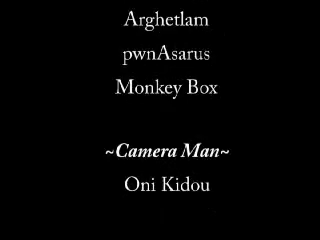 Arghetlam
pwnAsarus
Monkey Box
~Camera Man~
Oni Kidou